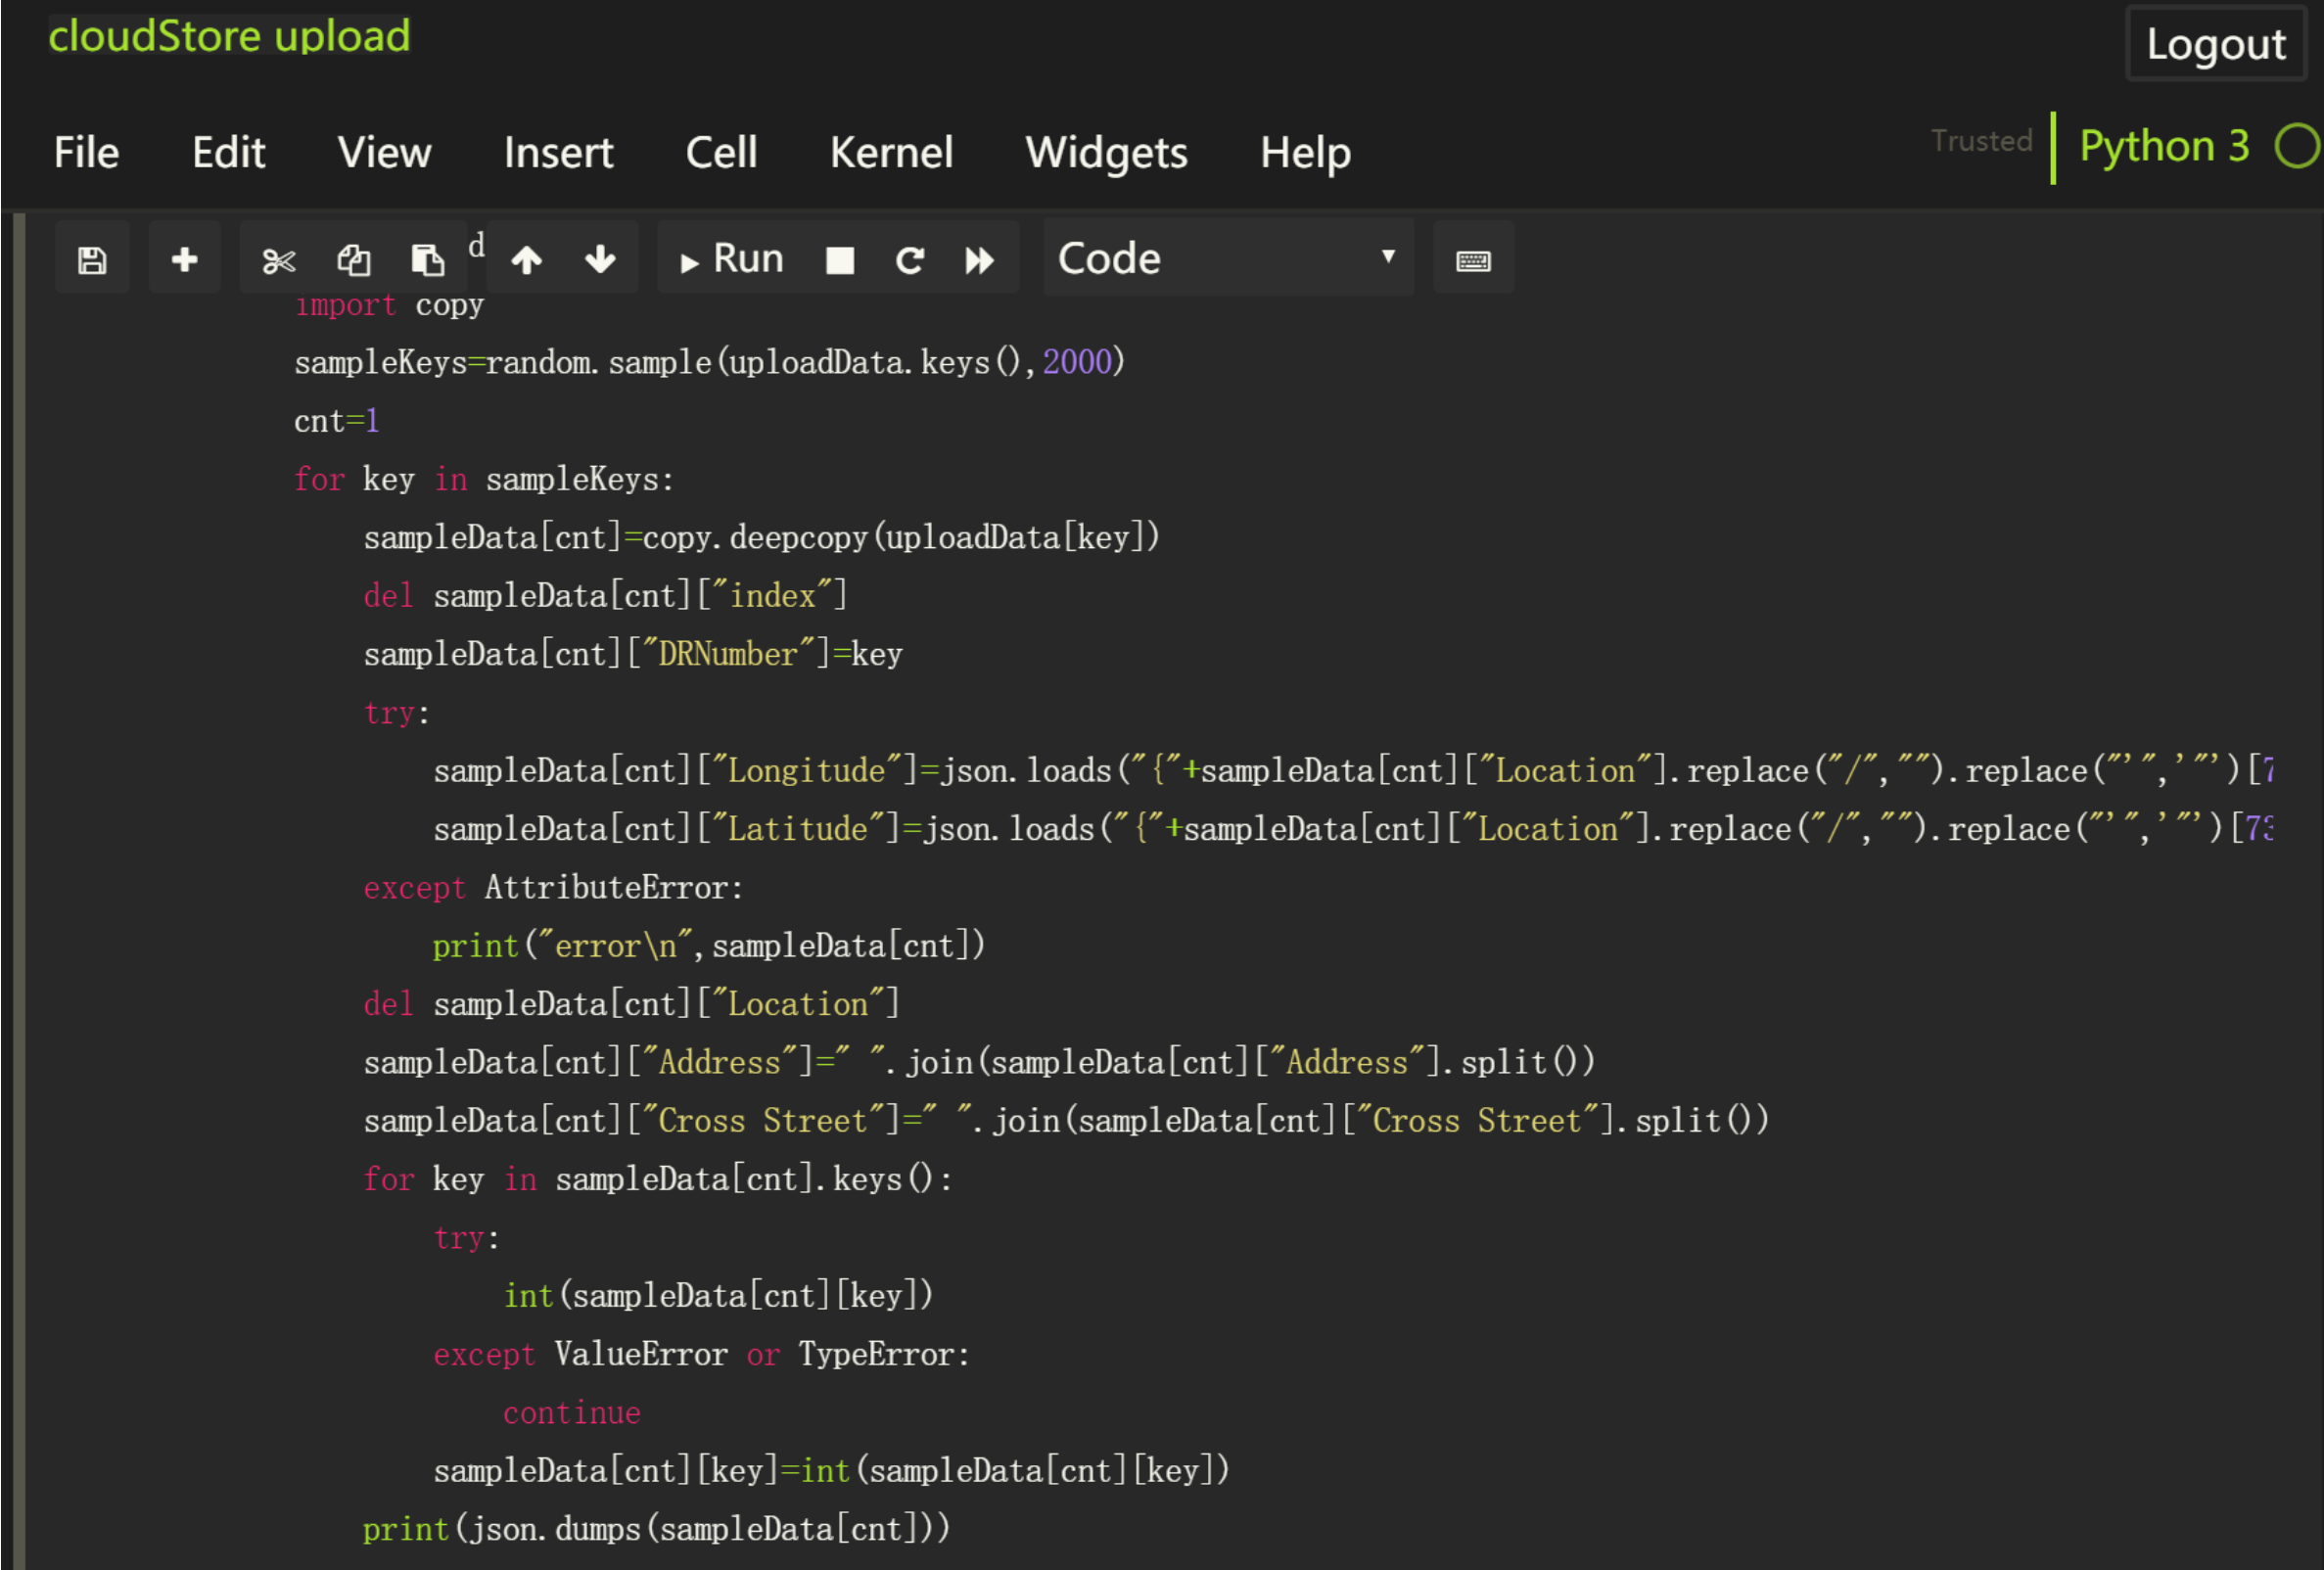 cloudStore upload
Logout
File Edit View Insert Cell Kernel Widgets Help
Trusted Python 3
d Run Code
import copy
sampleKeys=random.sample(uploadData.keys(),2000)
cnt=1
for key in sampleKeys:
    sampleData[cnt]=copy.deepcopy(uploadData[key])
    del sampleData[cnt]["index"]
    sampleData[cnt]["DRNumber"]=key
    try:
        sampleData[cnt]["Longitude"]=json.loads("{"+sampleData[cnt]["Location"].replace("/","").replace("'",'"')[7
        sampleData[cnt]["Latitude"]=json.loads("{"+sampleData[cnt]["Location"].replace("/","").replace("'",'"')[73
    except AttributeError:
        print("error\n",sampleData[cnt])
    del sampleData[cnt]["Location"]
    sampleData[cnt]["Address"]=" ".join(sampleData[cnt]["Address"].split())
    sampleData[cnt]["Cross Street"]=" ".join(sampleData[cnt]["Cross Street"].split())
    for key in sampleData[cnt].keys():
        try:
            int(sampleData[cnt][key])
        except ValueError or TypeError:
            continue
        sampleData[cnt][key]=int(sampleData[cnt][key])
    print(json.dumps(sampleData[cnt]))